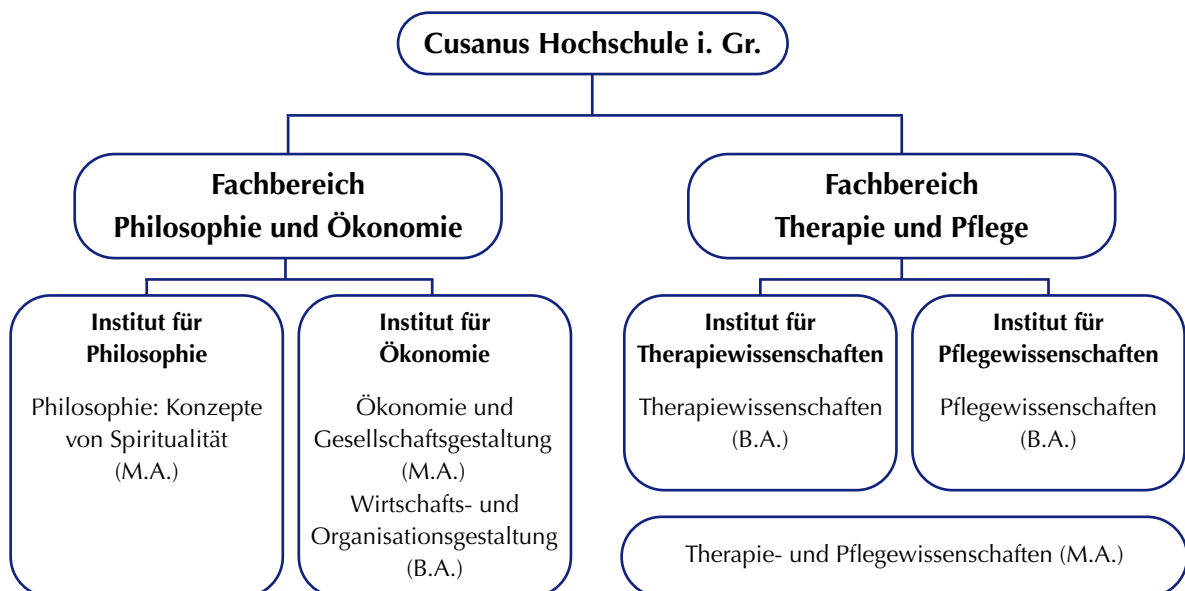 Cusanus Hochschule i. Gr.
Fachbereich
Philosophie und Ökonomie
Fachbereich
Therapie und Pflege
Institut für
Philosophie
Philosophie: Konzepte
von Spiritualität
(M.A.)
Institut für
Ökonomie
Ökonomie und
Gesellschaftsgestaltung
(M.A.)
Wirtschafts- und
Organisationsgestaltung
(B.A.)
Institut für
Therapiewissenschaften
Therapiewissenschaften
(B.A.)
Institut für
Pflegewissenschaften
Pflegewissenschaften
(B.A.)
Therapie- und Pflegewissenschaften (M.A.)